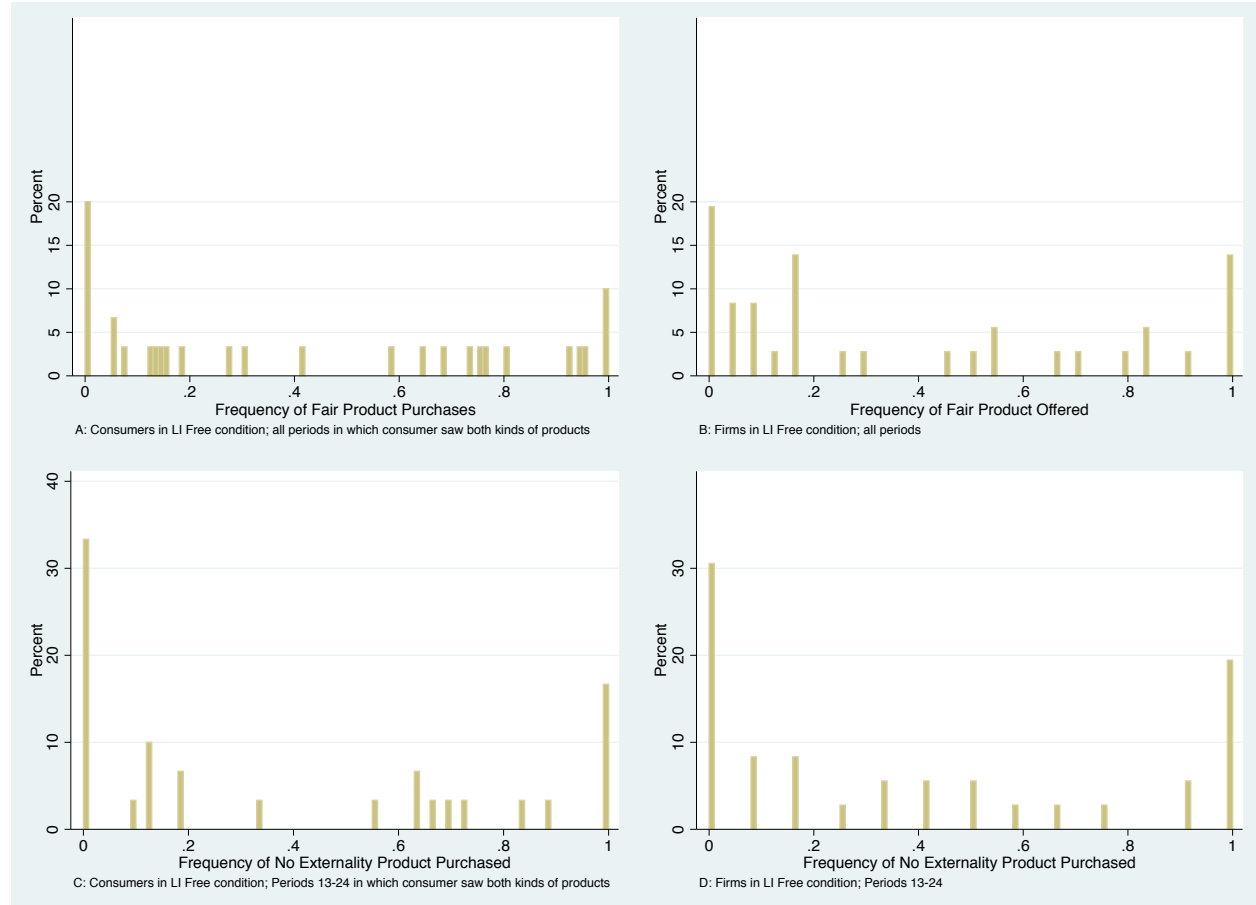 Percent
20
15
10
5
0
0 .2 .4 .6 .8 1
Frequency of Fair Product Purchases
A: Consumers in LI Free condition; all periods in which consumer saw both kinds of products
Percent
20
15
10
5
0
0 .2 .4 .6 .8 1
Frequency of Fair Product Offered
B: Firms in LI Free condition; all periods
Percent
40
30
20
10
0
0 .2 .4 .6 .8 1
Frequency of No Externality Product Purchased
C: Consumers in LI Free condition; Periods 13-24 in which consumer saw both kinds of products
Percent
30
20
10
0
0 .2 .4 .6 .8 1
Frequency of No Externality Product Purchased
D: Firms in LI Free condition; Periods 13-24